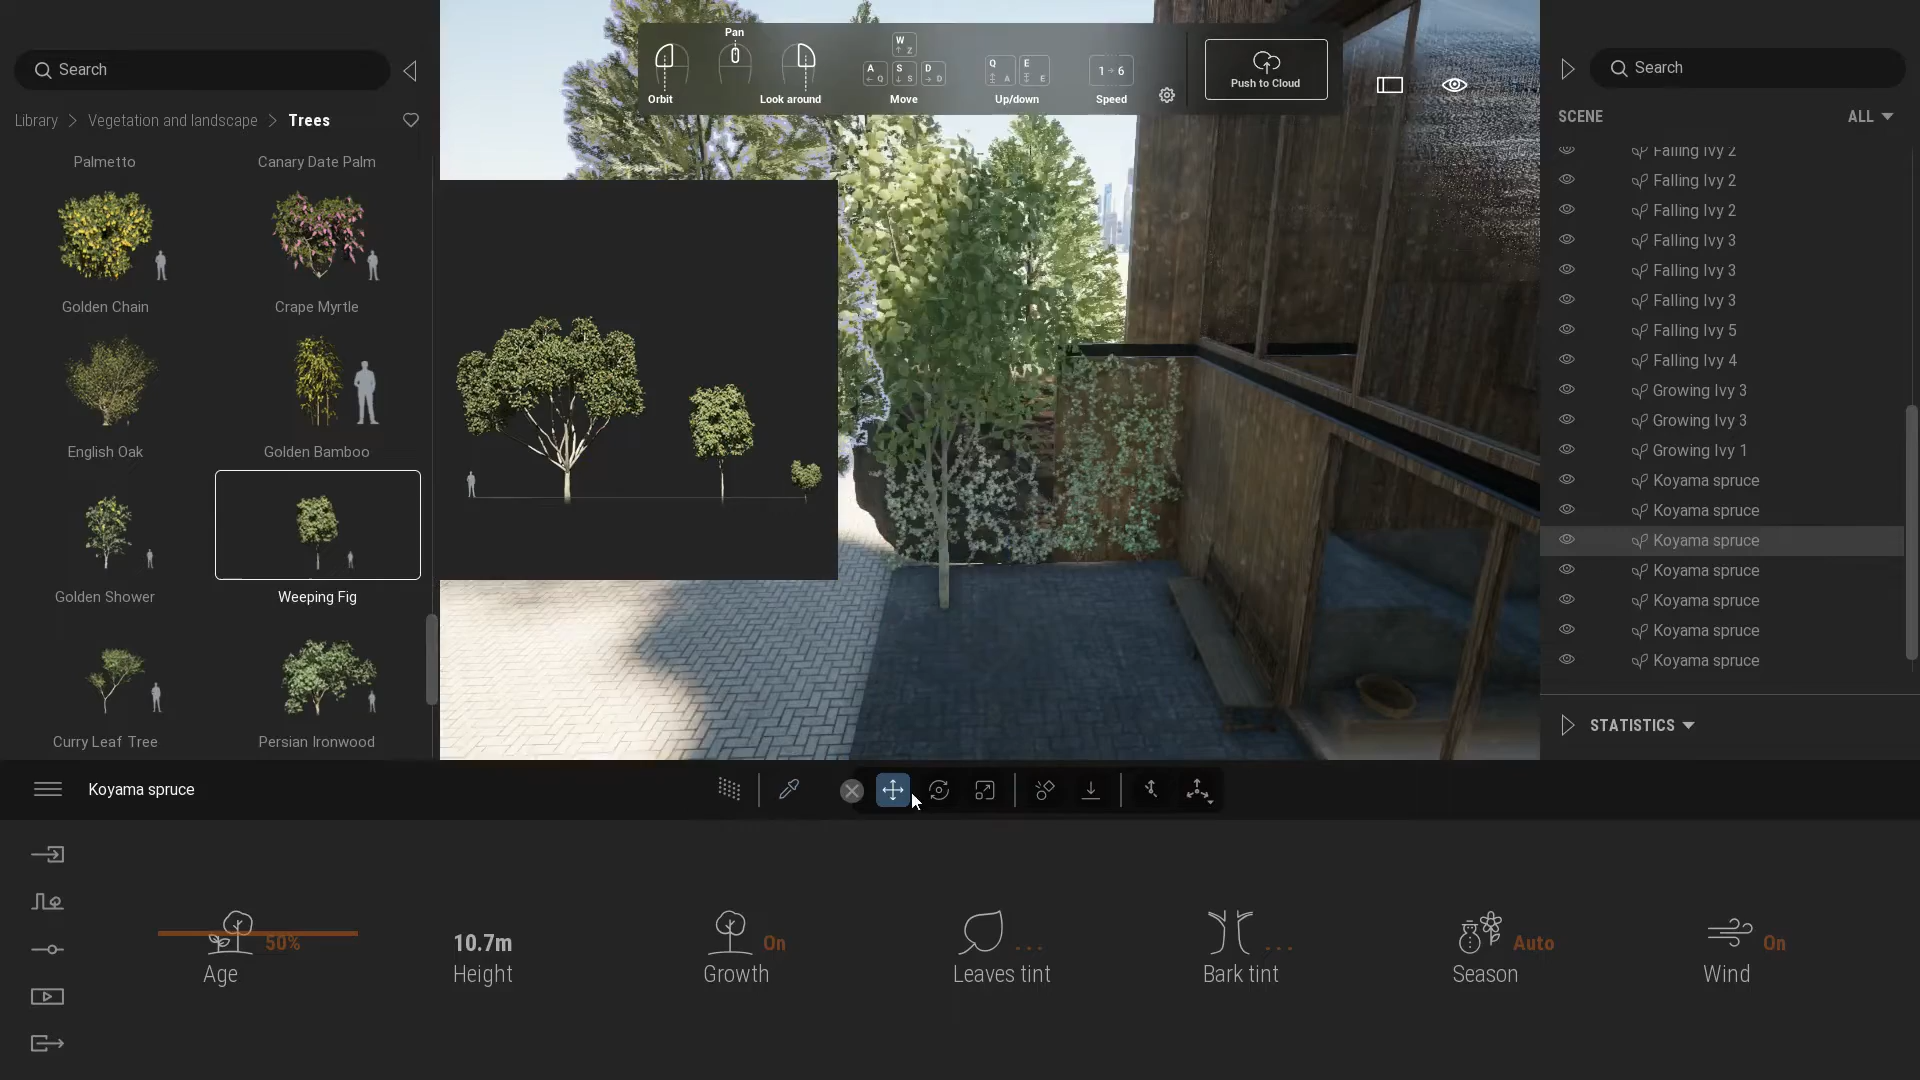 Search
Library > Vegetation and landscape > Trees
Palmetto
Canary Date Palm
Golden Chain
Crape Myrtle
English Oak
Golden Bamboo
Golden Shower
Weeping Fig
Curry Leaf Tree
Persian Ironwood
Pan
Orbit
Look around
W
Z
A
Q
S
S
D
D
Move
Q
A
E
E
Up/down
1 6
Speed
Push to Cloud
Search
SCENE
ALL
Falling Ivy 2
Falling Ivy 2
Falling Ivy 2
Falling Ivy 3
Falling Ivy 3
Falling Ivy 3
Falling Ivy 5
Falling Ivy 4
Growing Ivy 3
Growing Ivy 3
Growing Ivy 1
Koyama spruce
Koyama spruce
Koyama spruce
Koyama spruce
Koyama spruce
Koyama spruce
Koyama spruce
STATISTICS
Koyama spruce
50%
Age
10.7m
Height
On
Growth
...
Leaves tint
...
Bark tint
Auto
Season
On
Wind